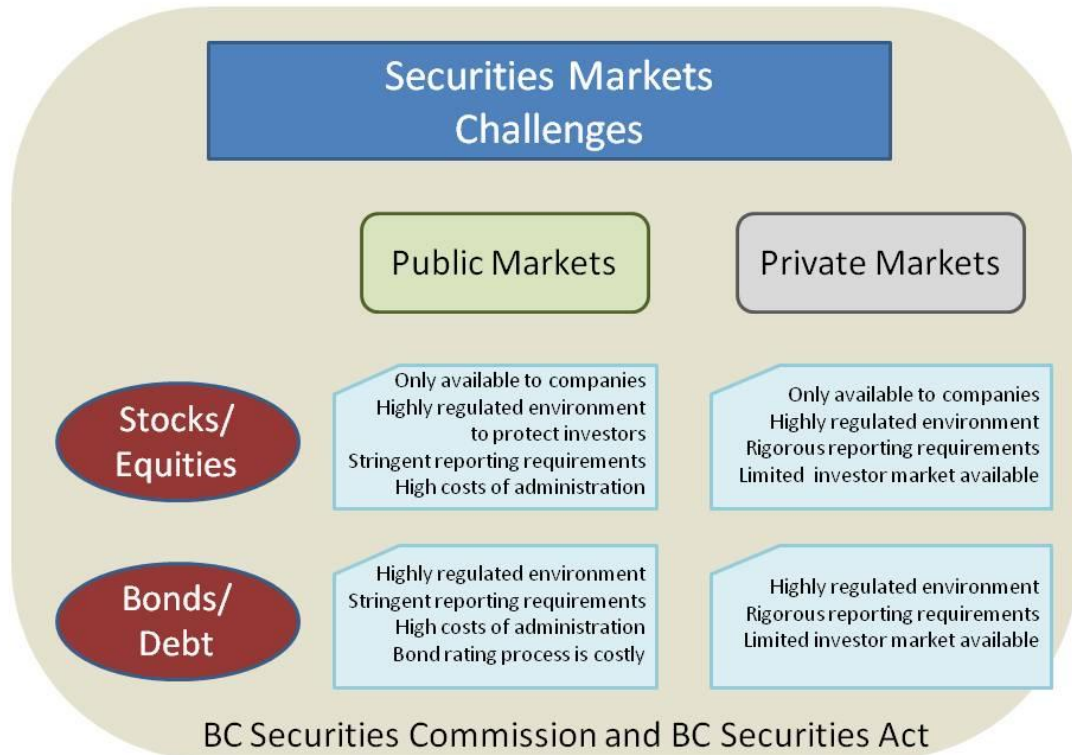 Securities Markets
Challenges
Public Markets
Private Markets
Stocks/
Equities
Only available to companies
Highly regulated environment
to protect investors
Stringent reporting requirements
High costs of administration
Only available to companies
Highly regulated environment
Rigorous reporting requirements
Limited investor market available
Bonds/
Debt
Highly regulated environment
Stringent reporting requirements
High costs of administration
Bond rating process is costly
Highly regulated environment
Rigorous reporting requirements
Limited investor market available
BC Securities Commission and BC Securities Act